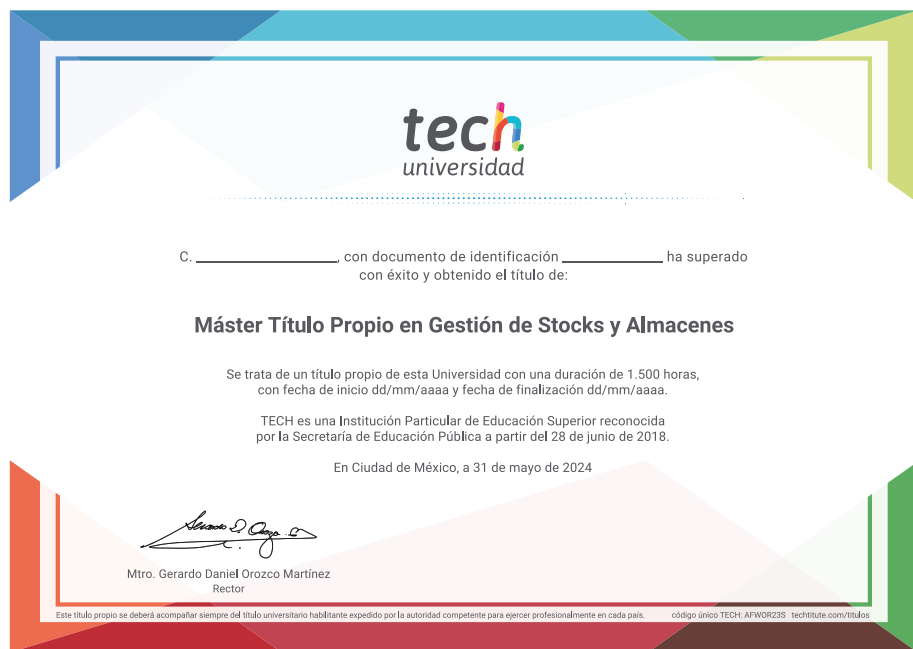 tech
universidad
C. ____________, con documento de identificación ____________ ha superado
con éxito y obtenido el título de:
Máster Título Propio en Gestión de Stocks y Almacenes
Se trata de un título propio de esta Universidad con una duración de 1.500 horas,
con fecha de inicio dd/mm/aaaa y fecha de finalización dd/mm/aaaa.
TECH es una Institución Particular de Educación Superior reconocida
por la Secretaría de Educación Pública a partir del 28 de junio de 2018.
En Ciudad de México, a 31 de mayo de 2024
Mtro. Gerardo Daniel Orozco Martínez
Rector
Este título propio se deberá acompañar siempre del título universitario habilitante expedido por la autoridad competente para ejercer profesionalmente en cada país. código único TECH: AFWOR23S techtitute.com/titulos